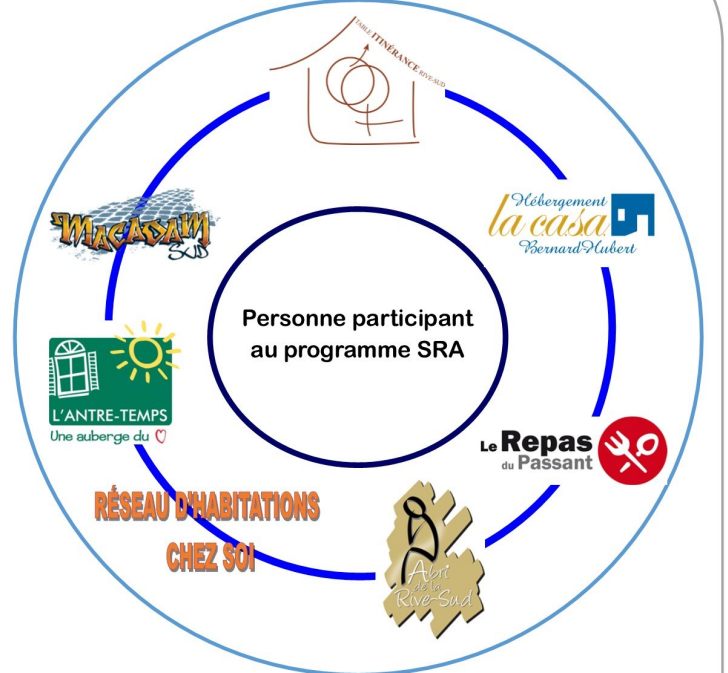 TABLE ITINÉRANCE RIVE-SUD
Hébergement
la casa
Bernard-Hubert
MACADAM
SUD
Personne participant
au programme SRA
L'ANTRE-TEMPS
Une auberge du
Le Repas
du Passant
RÉSEAU D'HABITATIONS
CHEZ SOI
Abri
de la
Rive-Sud